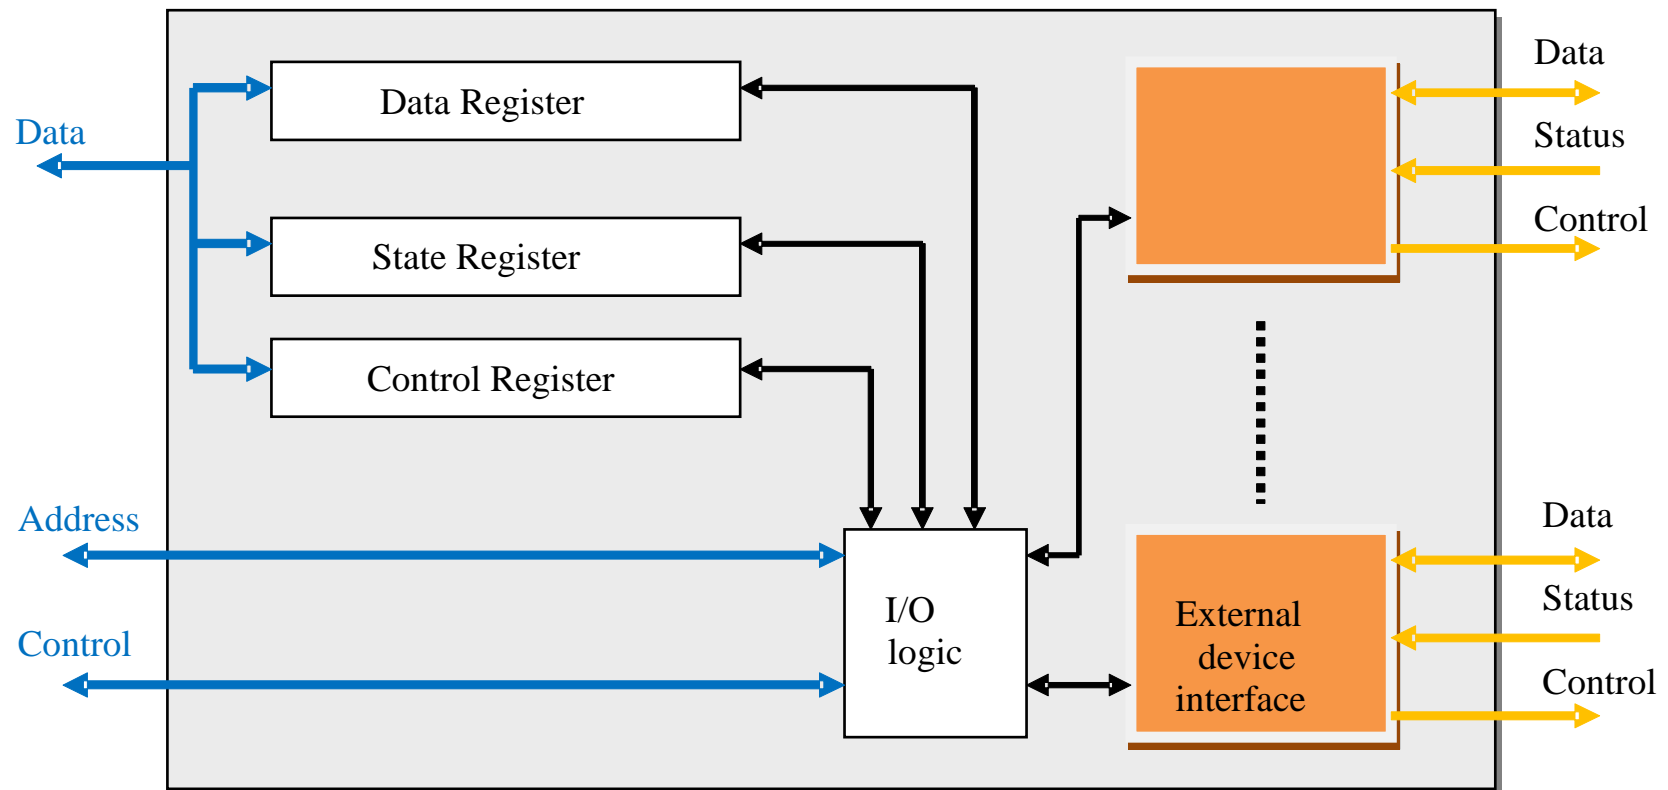 Data
Data Register
Data
Status
Control
State Register
Control Register
Address
Control
I/O
logic
External
device
interface
Data
Status
Control